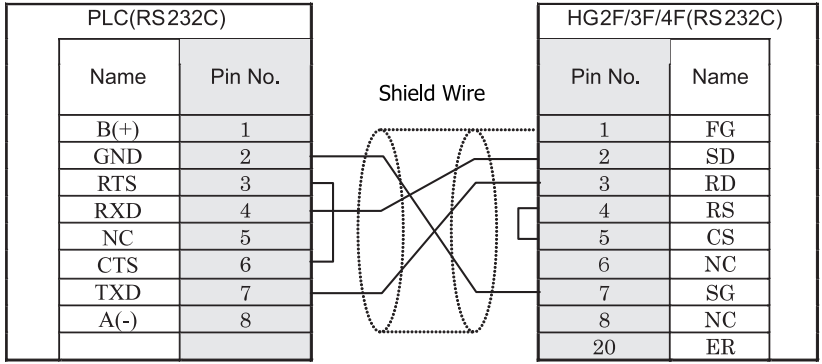 PLC(RS232C) HG2F/3F/4F(RS232C)
Name Pin No. Shield Wire Pin No. Name
B(+) 1 1 FG
GND 2 2 SD
RTS 3 3 RD
RXD 4 4 RS
NC 5 5 CS
CTS 6 6 NC
TXD 7 7 SG
A(-) 8 8 NC
20 ER